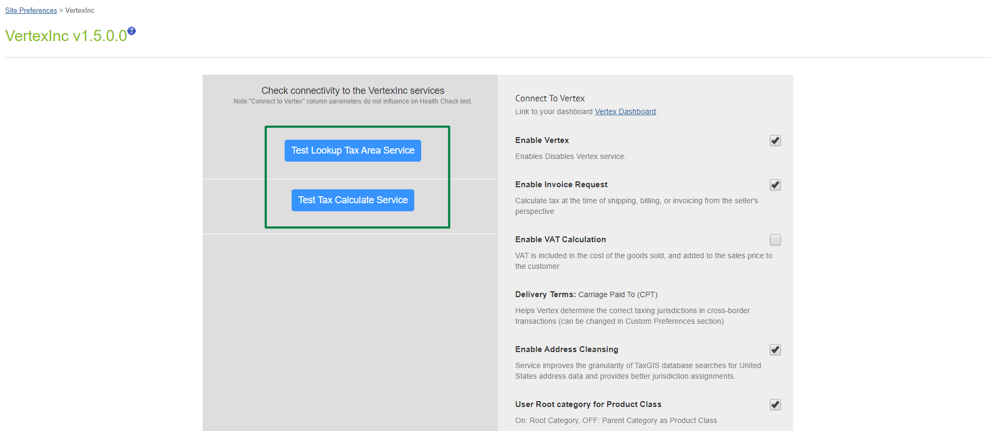 Site Preferences > VertexInc
VertexInc v1.5.0.0?
Check connectivity to the VertexInc services
Note:"Connect to Vertex" column parameters do not influence on Health Check test.
Test Lookup Tax Area Service
Test Tax Calculate Service
Connect To Vertex
Link to your dashboard Vertex Dashboard.
Enable Vertex
Enables Disables Vertex service.
Enable Invoice Request
Calculate tax at the time of shipping, billing, or invoicing from the seller's
perspective
Enable VAT Calculation
VAT is included in the cost of the goods sold, and added to the sales price to
the customer
Delivery Terms: Carriage Paid To (CPT)
Helps Vertex determine the correct taxing jurisdictions in cross-border
transactions (can be changed in Custom Preferences section)
Enable Address Cleansing
Service improves the granularity of TaxGIS database searches for United
States address data and provides better jurisdiction assignments.
User Root category for Product Class
On: Root Category, OFF: Parent Category as Product Class